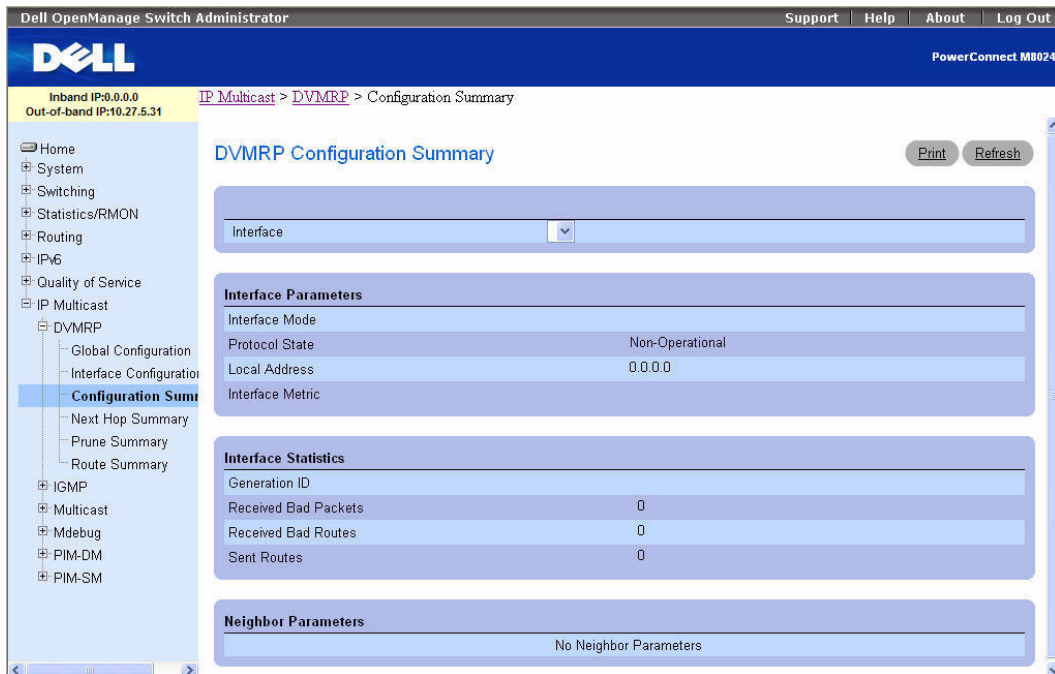 Dell OpenManage Switch Administrator
Support Help About Log Out
DELL
PowerConnect M8024
Inband IP:0.0.0.0
Out-of-band IP:10.27.5.31
IP Multicast > DVMRP > Configuration Summary
Home
System
Switching
Statistics/RMON
Routing
IPv6
Quality of Service
IP Multicast
DVMRP
Global Configuration
Interface Configuration
Configuration Summ
Next Hop Summary
Prune Summary
Route Summary
IGMP
Multicast
Mdebug
PIM-DM
PIM-SM
DVMRP Configuration Summary
Print Refresh
Interface
Interface Parameters
Interface Mode
Protocol State Non-Operational
Local Address 0.0.0.0
Interface Metric
Interface Statistics
Generation ID
Received Bad Packets 0
Received Bad Routes 0
Sent Routes 0
Neighbor Parameters
No Neighbor Parameters